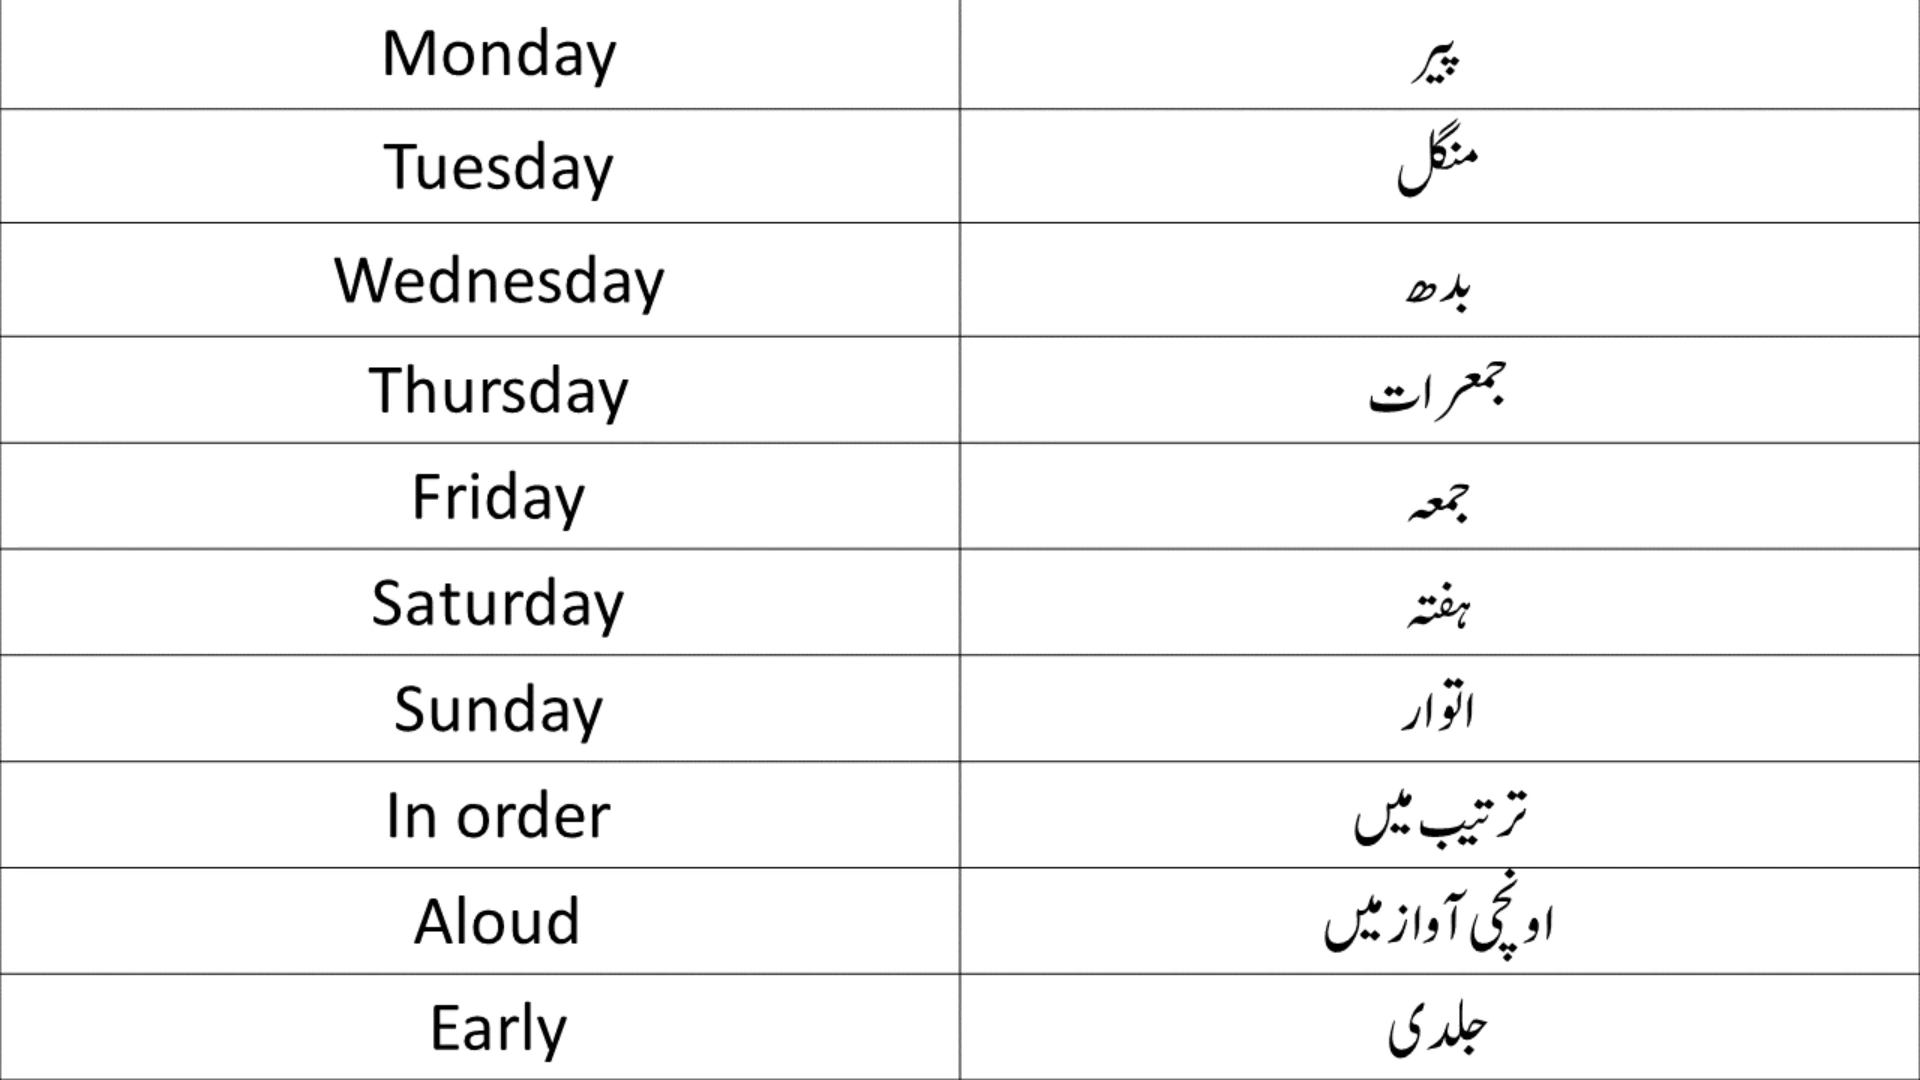 Monday پیر
Tuesday منگل
Wednesday بدھ
Thursday جمعرات
Friday جمعہ
Saturday ہفتہ
Sunday اتوار
In order ترتیب میں
Aloud اونچی آواز میں
Early جلدی